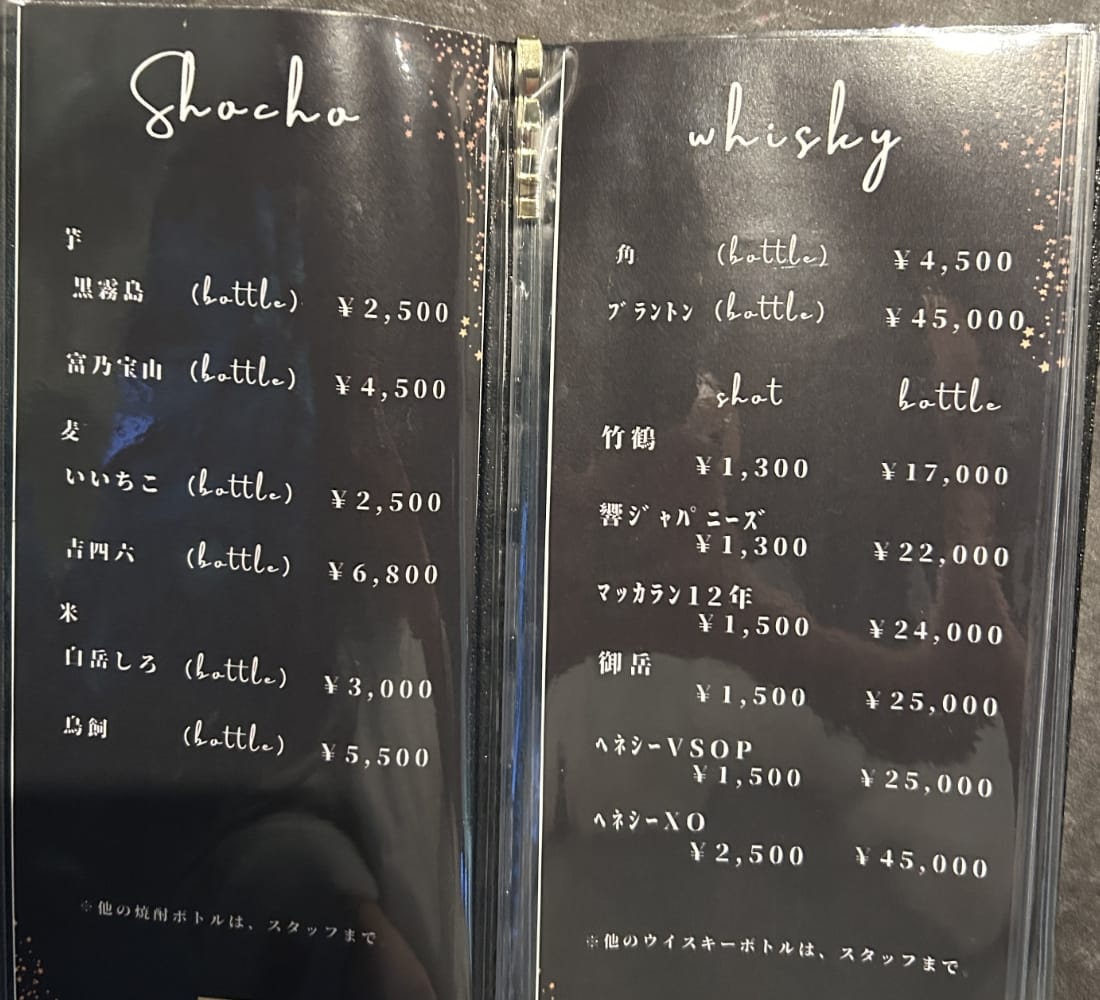 Shocho
芋
黒霧島 (bottle) ¥2,500
富乃宝山 (bottle) ¥4,500
麦
いいちこ (bottle) ¥2,500
吉四六 (bottle) ¥6,800
米
白岳しろ (bottle) ¥3,000
鳥飼 (bottle) ¥5,500
※他の焼酎ボトルは、スタッフまで
whisky
角 (bottle) ¥4,500
ブラントン (bottle) ¥45,000
shot bottle
竹鶴
¥1,300 ¥17,000
響ジャパニーズ
¥1,300 ¥22,000
マッカラン12年
¥1,500 ¥24,000
御岳
¥1,500 ¥25,000
ヘネシーVSOP
¥1,500 ¥25,000
ヘネシーXO
¥2,500 ¥45,000
※他のウイスキーボトルは、スタッフまで